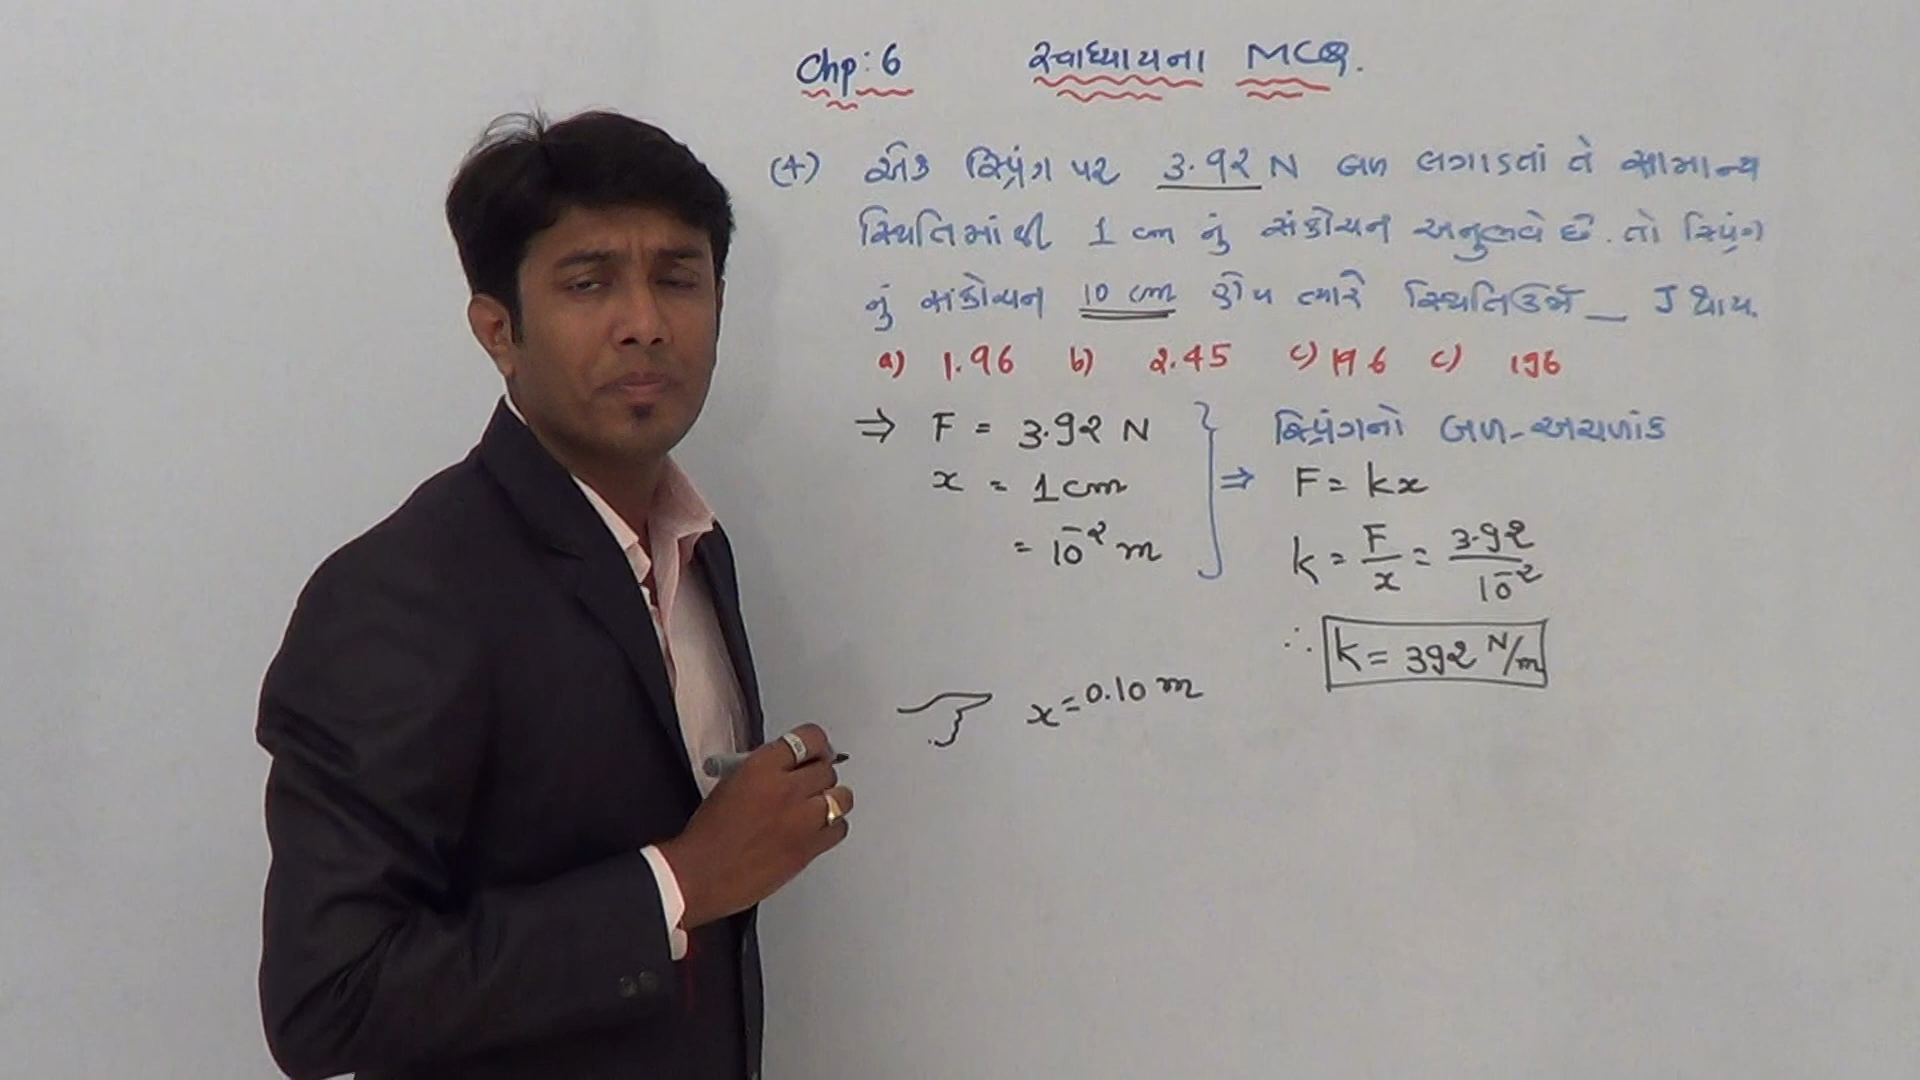 Chp: 6 સ્વાધ્યાયના MCQ.
(4) એક સ્પ્રિંગ પર 3.92 N બળ લગાડતાં તે સામાન્ય
સ્થિતિમાંથી 1 cm નું સંકોચન અનુભવે છે. તો સ્પ્રિંગ
નું સંકોચન 10 cm હોય ત્યારે સ્થિતિઊર્જા _ J થાય.
a) 1.96 b) 2.45 c) 19.6 c) 196
⇒ F = 3.92 N
x = 1 cm
= 10⁻² m
સ્પ્રિંગનો બળ-અચળાંક
⇒ F = kx
k = F/x = 3.92/10⁻²
∴ k = 392 N/m
x = 0.10 m